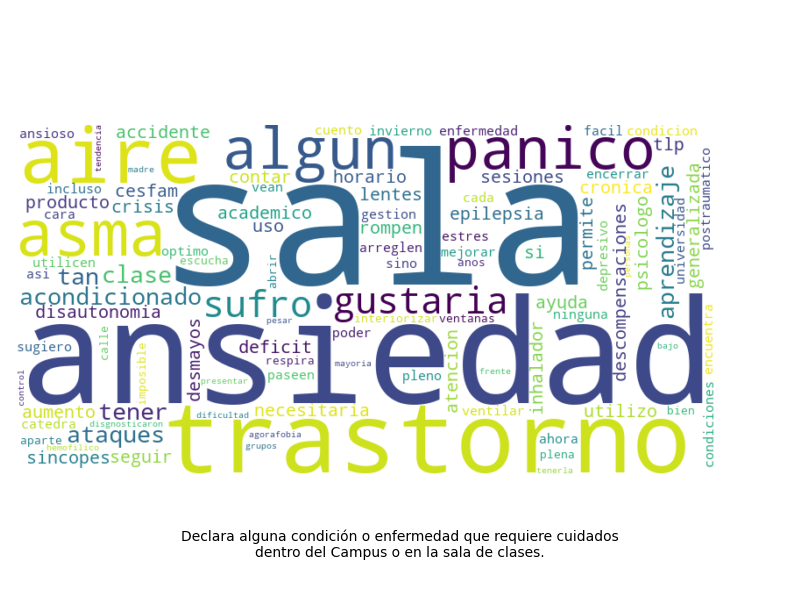 ansioso
tendencia
accidente
cuento
invierno
enfermedad
facil
condicion
aire
algun
panico
tlp
madre
contar
horario
sesiones
encerrar
postraumatico
incluso
cesfam
vean
lentes
cada
cronica
producto
crisis
sala
academico
gestion
epilepsia
permite
aprendizaje
generalizada
cara
uso
rompen
estres
psicologo
universidad
asma
optimo
arreglen
mejorar
si
depresivo
utilicen
escucha
abrir
sino
anos
descompensaciones
asi
tan
clase
acondicionado
sufro
gustaria
ayuda
disautonomia
pesar
interiorizar
ventanas
ninguna
calle
poder
sugiero
imposible
desmayos
deficit
mayoria
atencion
inhalador
bajo
encuentra
ansiedad
respira
control
presentar
paseen
pleno
frente
aumento
tener
dificultad
necesitaria
ventilar
utilizo
bien
condiciones
catedra
disgnosticaron
trastorno
aparte
ataques
agorafobia
ahora
hemofilico
grupos
plena
sincopes
seguir
tenerla
Declara alguna condición o enfermedad que requiere cuidados
dentro del Campus o en la sala de clases.